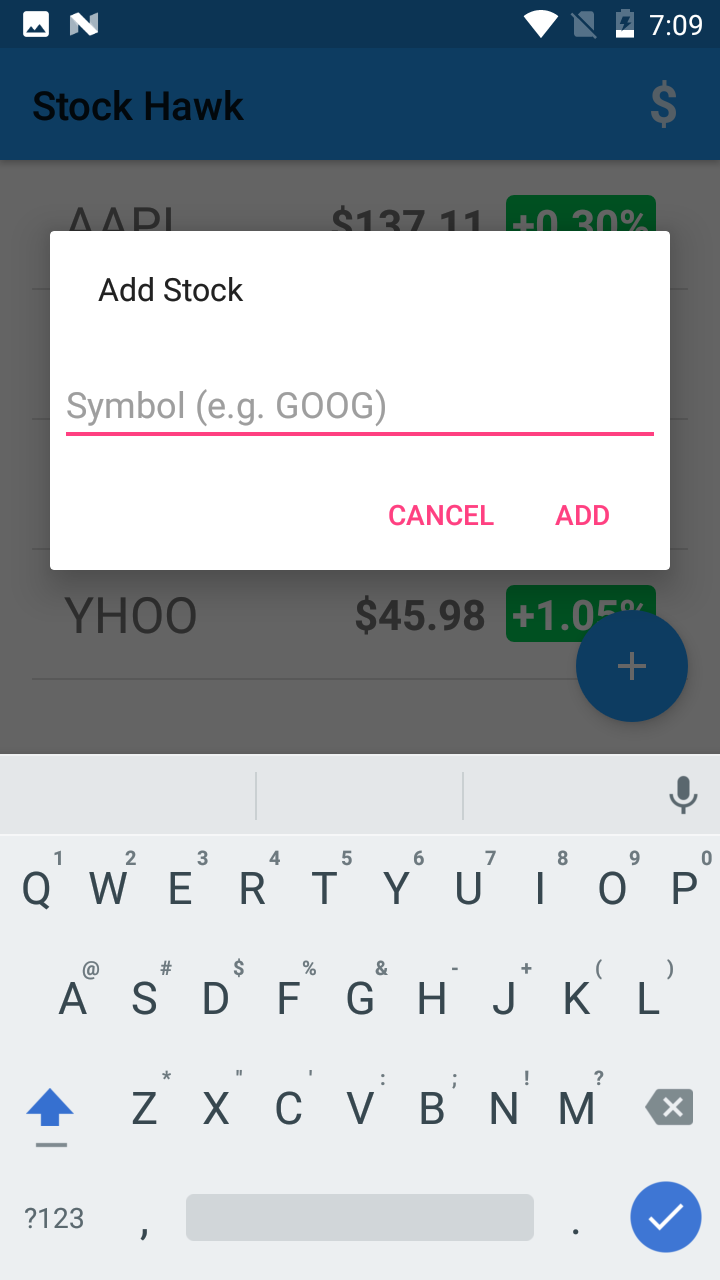 7:09
Stock Hawk $
$137.11 +0.30%
Add Stock
Symbol (e.g. GOOG)
CANCEL ADD
YHOO $45.98 +1.05%
1 2 3 4 5 6 7 8 9 0
Q W E R T Y U I O P
@ # $ % & - + ( )
A S D F G H J K L
* " ' : ; ! ?
Z X C V B N M
?123 , .